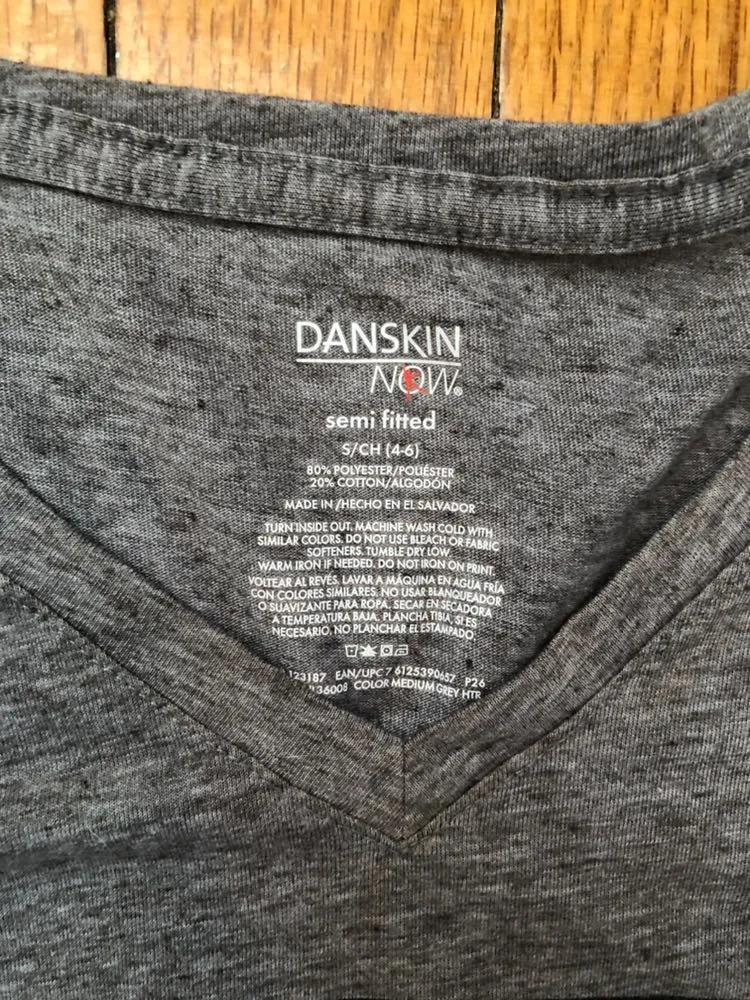 DANSKIN
NOW®
semi fitted
S/CH (4-6)
80% POLYESTER/POLIÉSTER
20% COTTON/ALGODÓN
MADE IN /HECHO EN EL SALVADOR
TURN INSIDE OUT. MACHINE WASH COLD WITH
SIMILAR COLORS. DO NOT USE BLEACH OR FABRIC
SOFTENERS. TUMBLE DRY LOW.
WARM IRON IF NEEDED. DO NOT IRON ON PRINT.
VOLTEAR AL REVÉS. LAVAR A MÁQUINA EN AGUA FRÍA
CON COLORES SIMILARES. NO USAR BLANQUEADOR
O SUAVIZANTE PARA ROPA. SECAR EN SECADORA
A TEMPERATURA BAJA. PLANCHA TIBIA, SI ES
NECESARIO. NO PLANCHAR EL ESTAMPADO.
123187 EAN/UPC 7 6125390657 P26
36008 COLOR MEDIUM GREY HTR